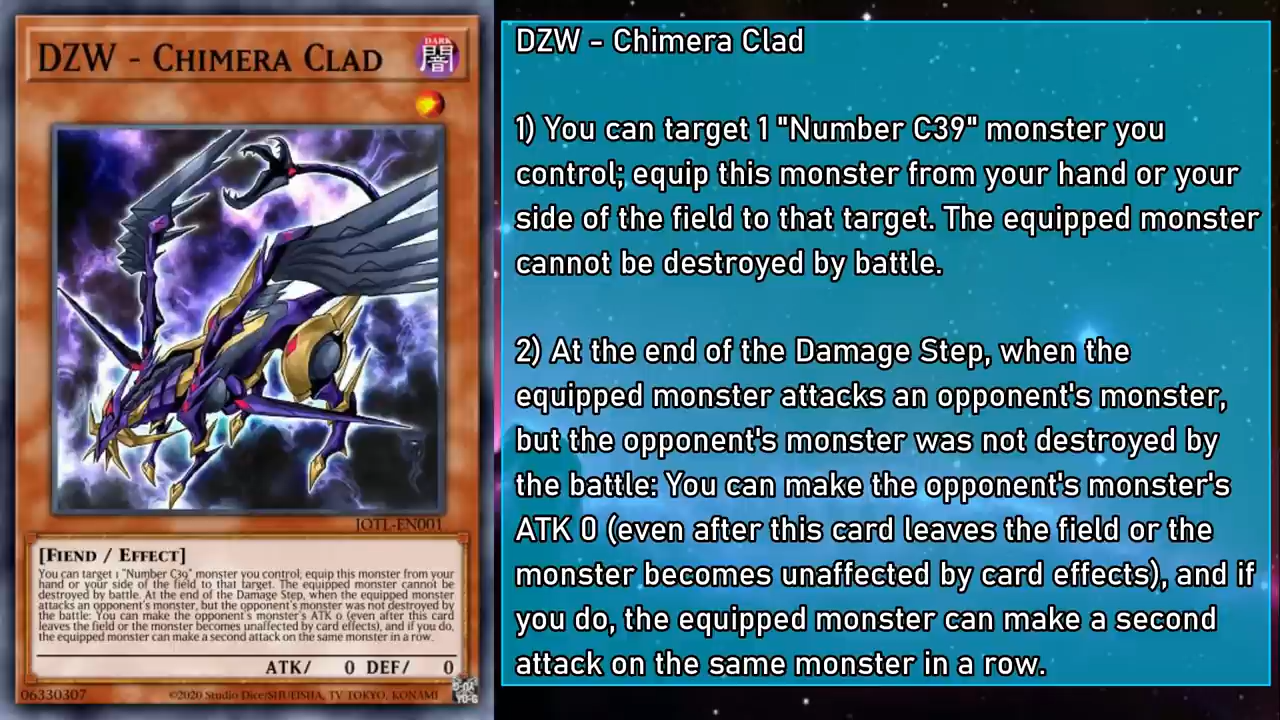 DZW - Chimera Clad
DARK
闇
JOTL-EN001
[Fiend / Effect]
You can target 1 "Number C39" monster you control; equip this monster from your
hand or your side of the field to that target. The equipped monster cannot be
destroyed by battle. At the end of the Damage Step, when the equipped monster
attacks an opponent's monster, but the opponent's monster was not destroyed by
the battle: You can make the opponent's monster's ATK 0 (even after this card
leaves the field or the monster becomes unaffected by card effects), and if you do,
the equipped monster can make a second attack on the same monster in a row.
ATK/ 0 DEF/ 0
06330307
©2020 Studio Dice/SHUEISHA, TV TOKYO, KONAMI
DZW - Chimera Clad
1) You can target 1 "Number C39" monster you
control; equip this monster from your hand or your
side of the field to that target. The equipped monster
cannot be destroyed by battle.
2) At the end of the Damage Step, when the
equipped monster attacks an opponent's monster,
but the opponent's monster was not destroyed by
the battle: You can make the opponent's monster's
ATK 0 (even after this card leaves the field or the
monster becomes unaffected by card effects), and if
you do, the equipped monster can make a second
attack on the same monster in a row.